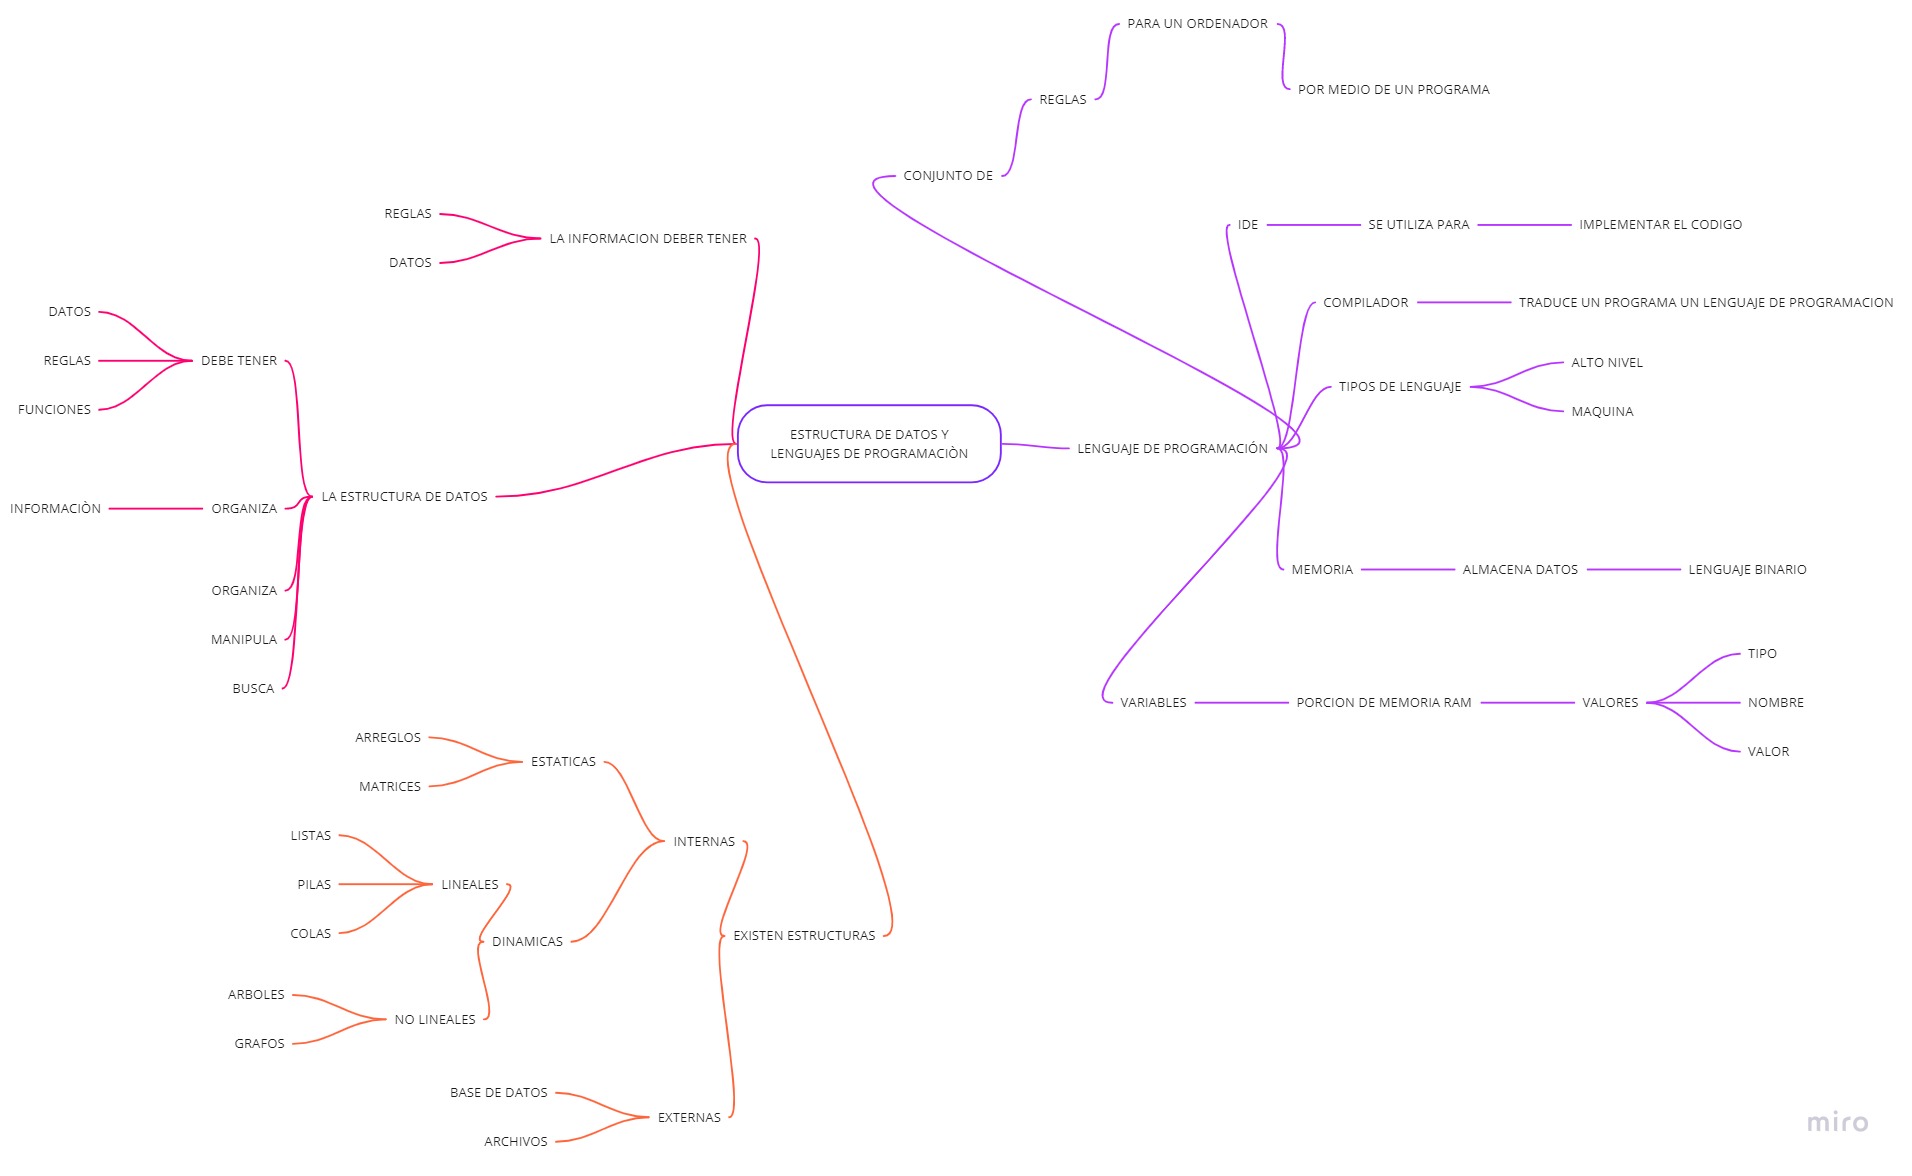 PARA UN ORDENADOR
POR MEDIO DE UN PROGRAMA
REGLAS
CONJUNTO DE
REGLAS
LA INFORMACION DEBER TENER
DATOS
IDE
SE UTILIZA PARA
IMPLEMENTAR EL CODIGO
COMPILADOR
TRADUCE UN PROGRAMA UN LENGUAJE DE PROGRAMACION
TIPOS DE LENGUAJE
ALTO NIVEL
MAQUINA
DATOS
REGLAS
DEBE TENER
FUNCIONES
ESTRUCTURA DE DATOS Y
LENGUAJES DE PROGRAMACIÒN
LENGUAJE DE PROGRAMACIÓN
LA ESTRUCTURA DE DATOS
INFORMACIÒN
ORGANIZA
ORGANIZA
MANIPULA
BUSCA
MEMORIA
ALMACENA DATOS
LENGUAJE BINARIO
VARIABLES
PORCION DE MEMORIA RAM
VALORES
TIPO
NOMBRE
VALOR
ARREGLOS
ESTATICAS
MATRICES
LISTAS
INTERNAS
PILAS
LINEALES
COLAS
DINAMICAS
EXISTEN ESTRUCTURAS
ARBOLES
NO LINEALES
GRAFOS
BASE DE DATOS
EXTERNAS
ARCHIVOS
miro